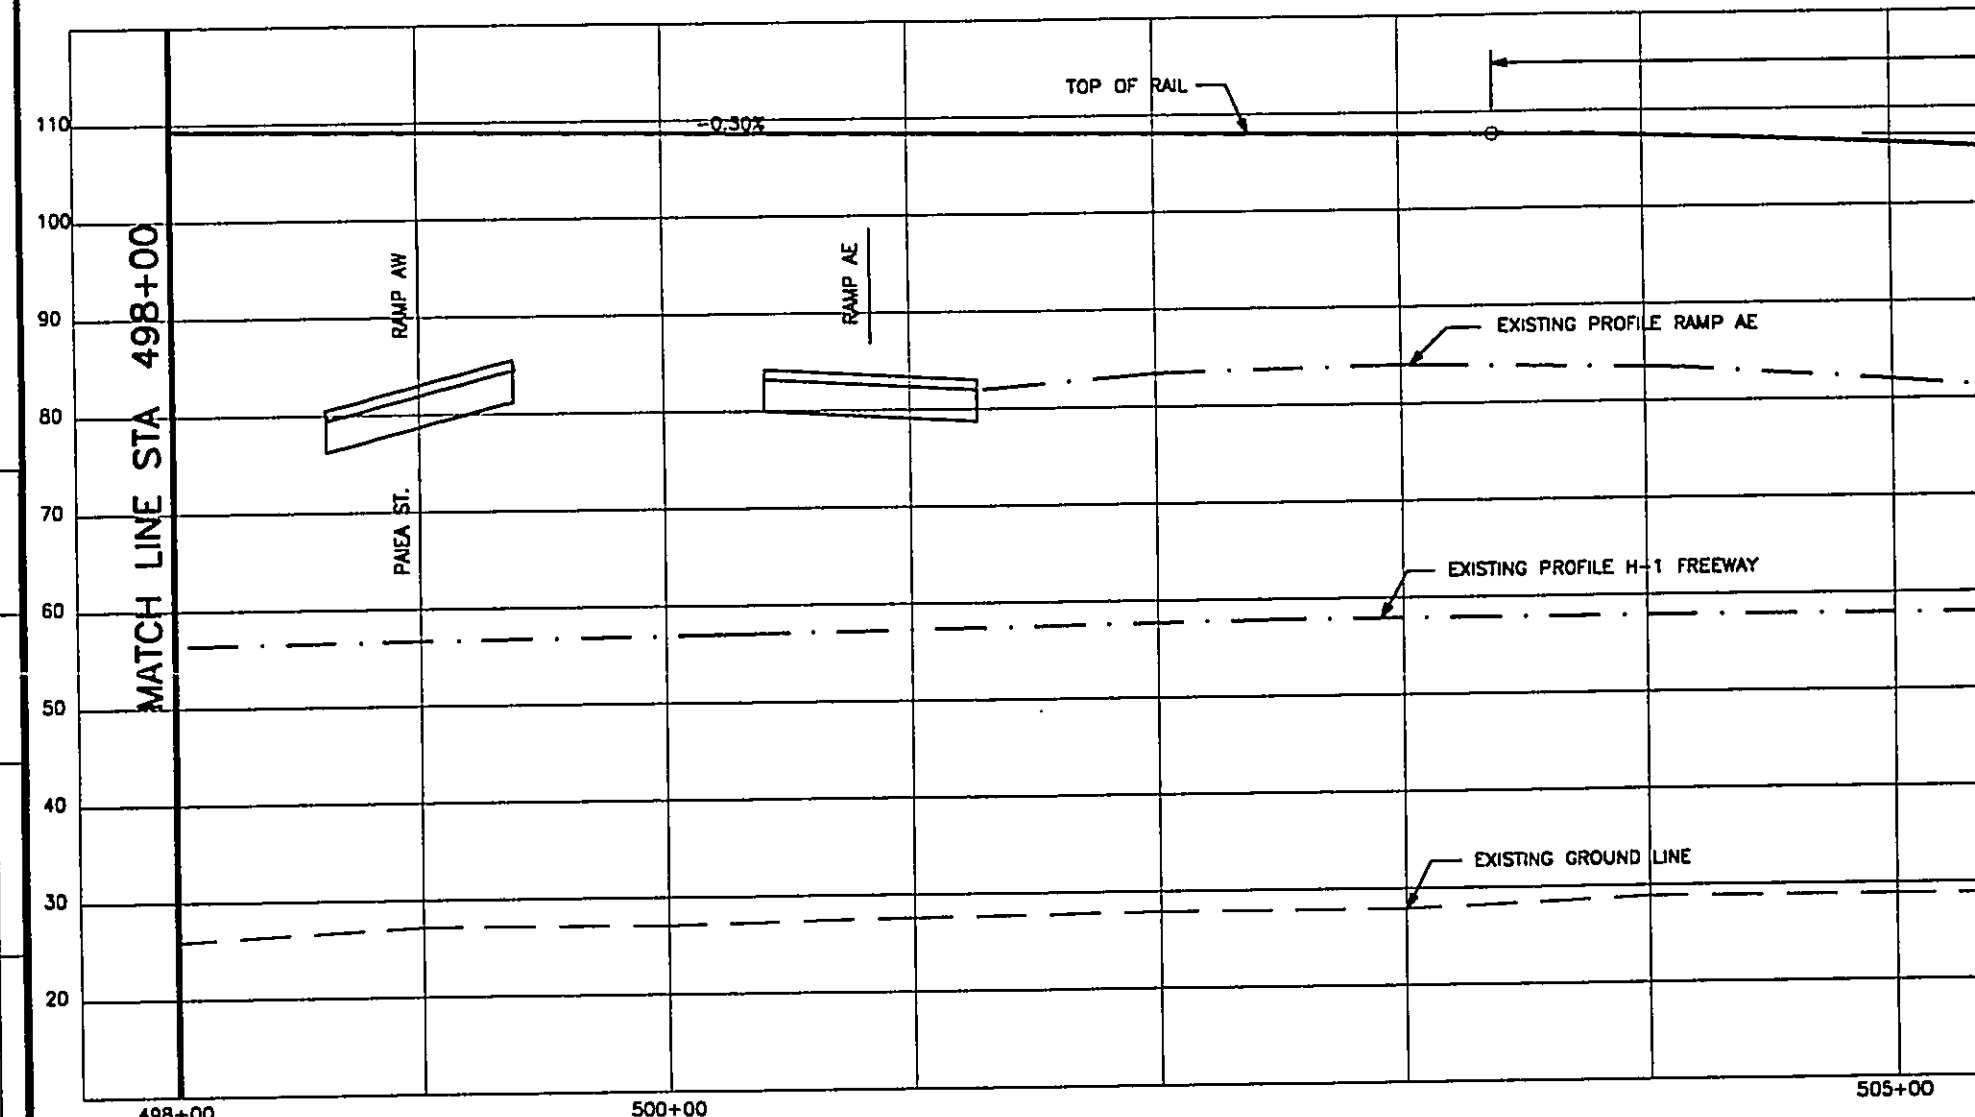 TOP OF RAIL
-0.30%
110
100
90
80
70
60
50
40
30
20
MATCH LINE STA 498+00
RAMP AW
RAMP AE
PAIEA ST.
EXISTING PROFILE RAMP AE
EXISTING PROFILE H-1 FREEWAY
EXISTING GROUND LINE
498+00
500+00
505+00